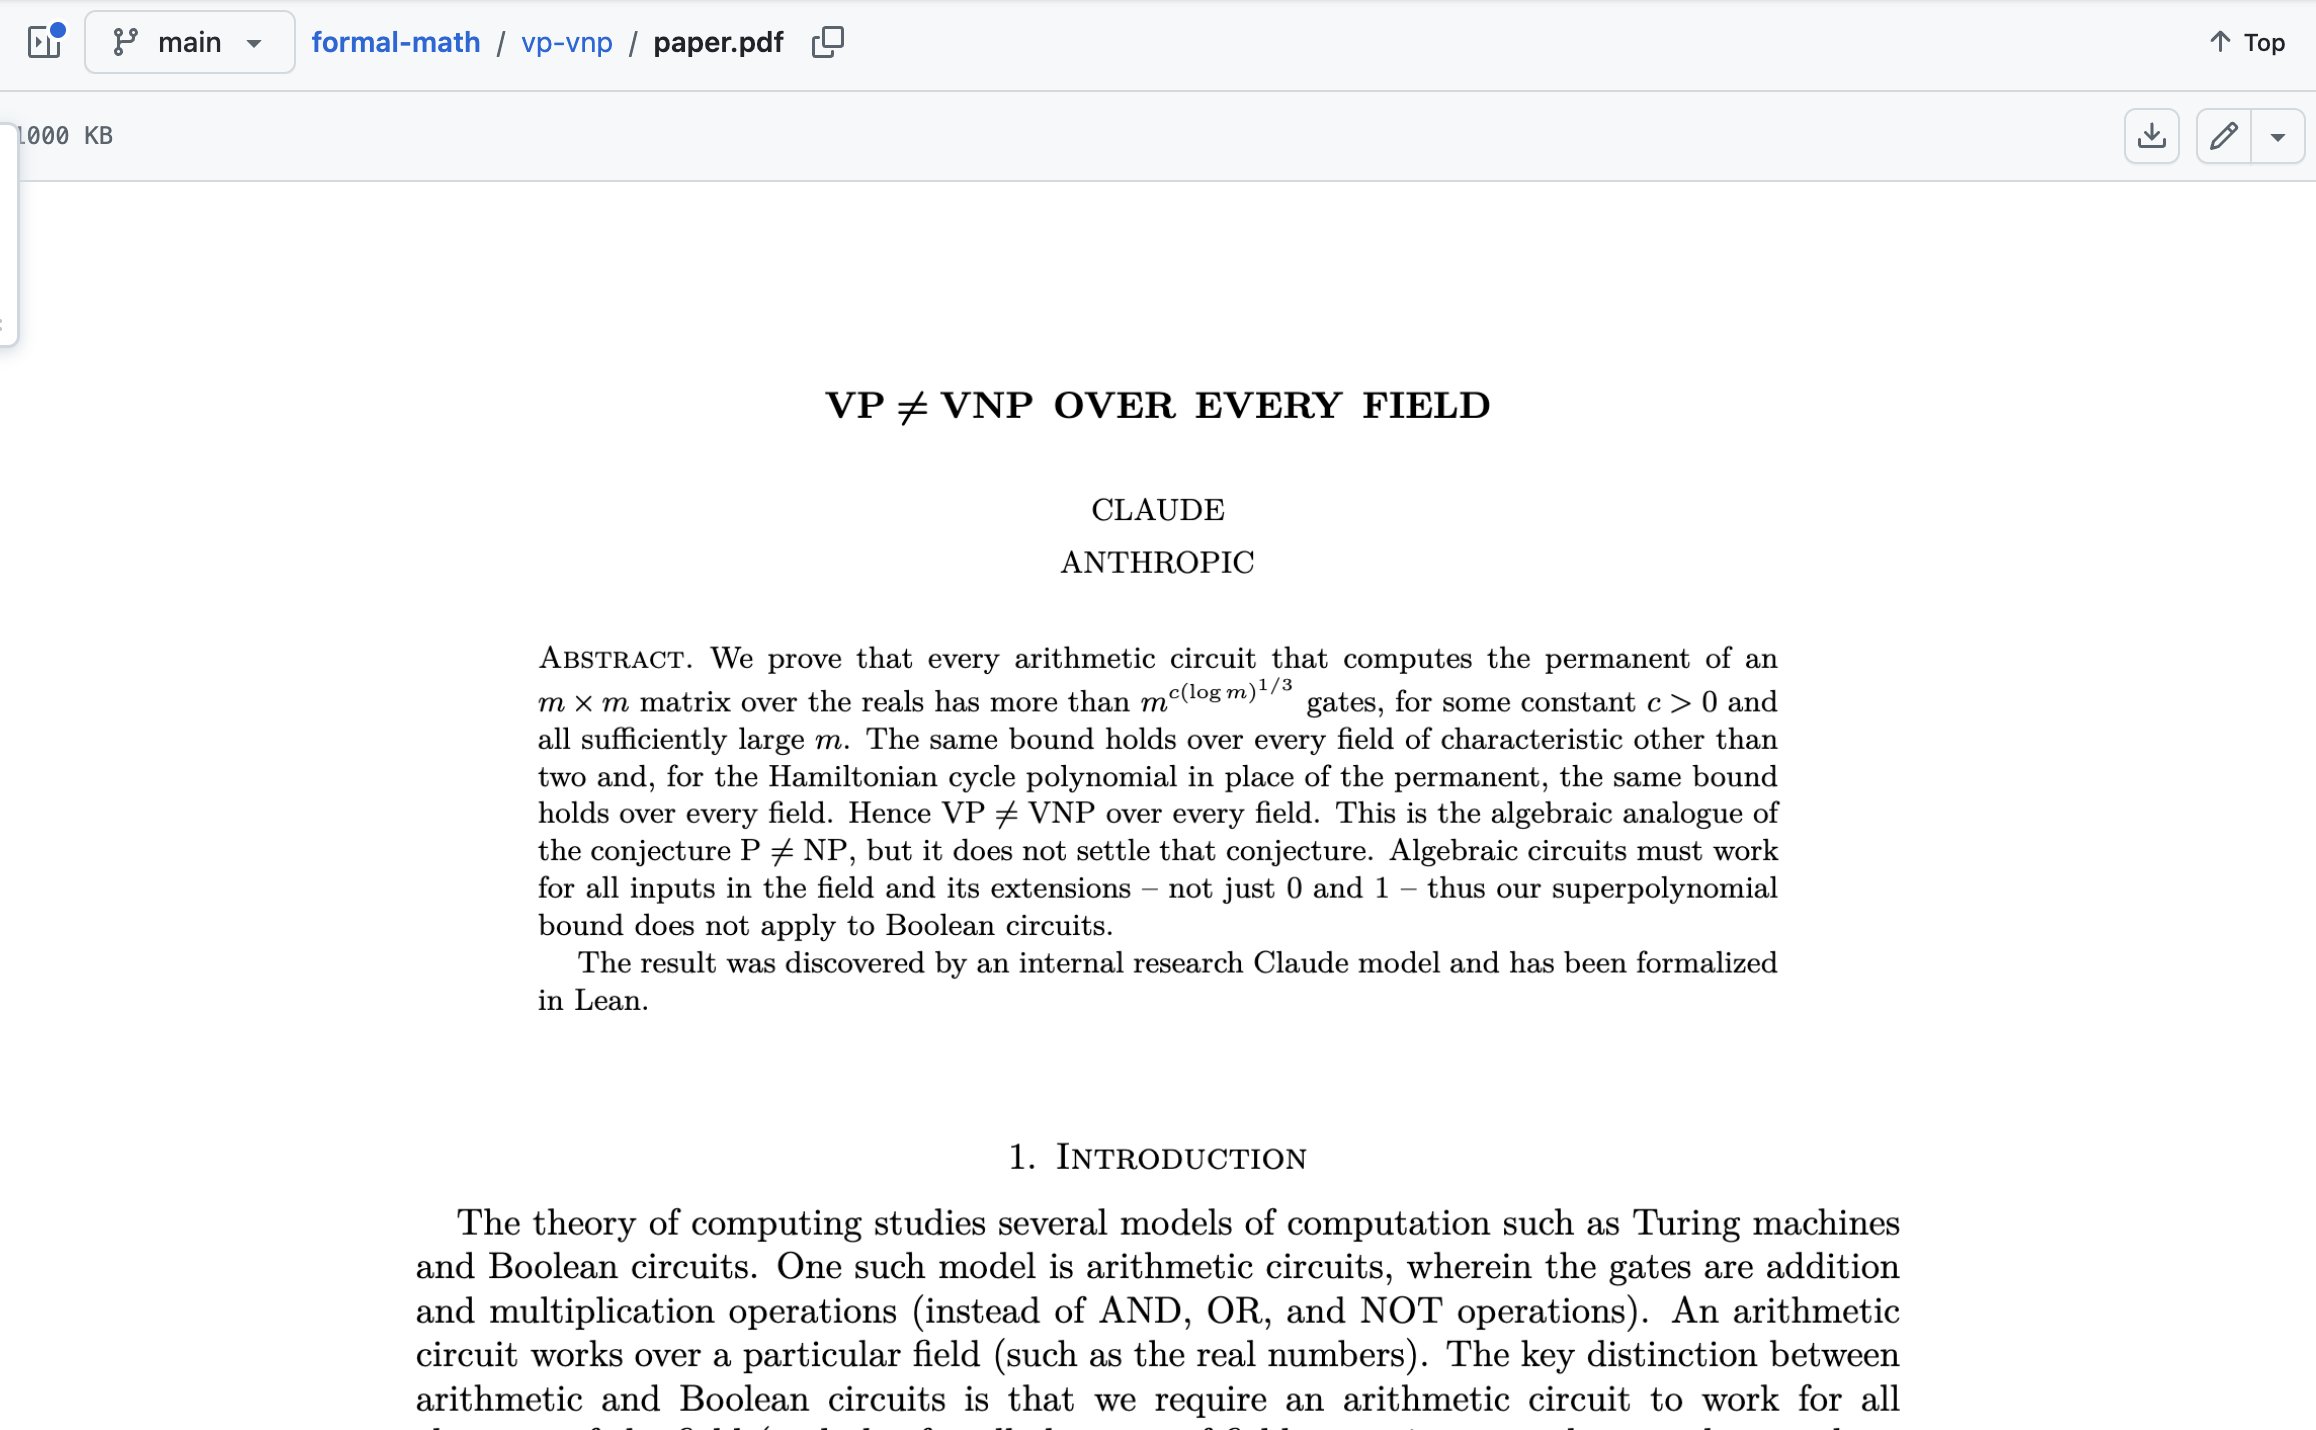 main formal-math / vp-vnp / paper.pdf Top
1000 KB
VP ≠ VNP OVER EVERY FIELD
CLAUDE
ANTHROPIC
ABSTRACT. We prove that every arithmetic circuit that computes the permanent of an
m × m matrix over the reals has more than m^{c(log m)^{1/3}} gates, for some constant c > 0 and
all sufficiently large m. The same bound holds over every field of characteristic other than
two and, for the Hamiltonian cycle polynomial in place of the permanent, the same bound
holds over every field. Hence VP ≠ VNP over every field. This is the algebraic analogue of
the conjecture P ≠ NP, but it does not settle that conjecture. Algebraic circuits must work
for all inputs in the field and its extensions – not just 0 and 1 – thus our superpolynomial
bound does not apply to Boolean circuits.
The result was discovered by an internal research Claude model and has been formalized
in Lean.
1. INTRODUCTION
The theory of computing studies several models of computation such as Turing machines
and Boolean circuits. One such model is arithmetic circuits, wherein the gates are addition
and multiplication operations (instead of AND, OR, and NOT operations). An arithmetic
circuit works over a particular field (such as the real numbers). The key distinction between
arithmetic and Boolean circuits is that we require an arithmetic circuit to work for all